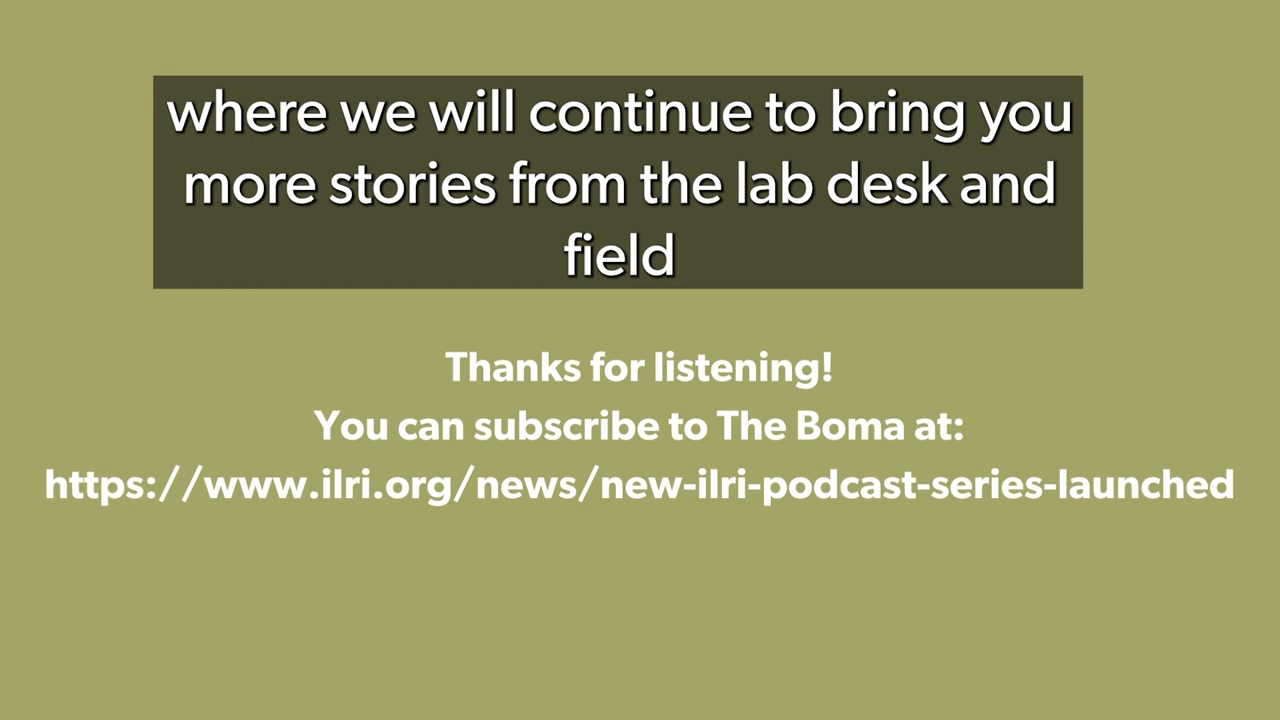 where we will continue to bring you
more stories from the lab desk and
field
Thanks for listening!
You can subscribe to The Boma at:
https://www.ilri.org/news/new-ilri-podcast-series-launched